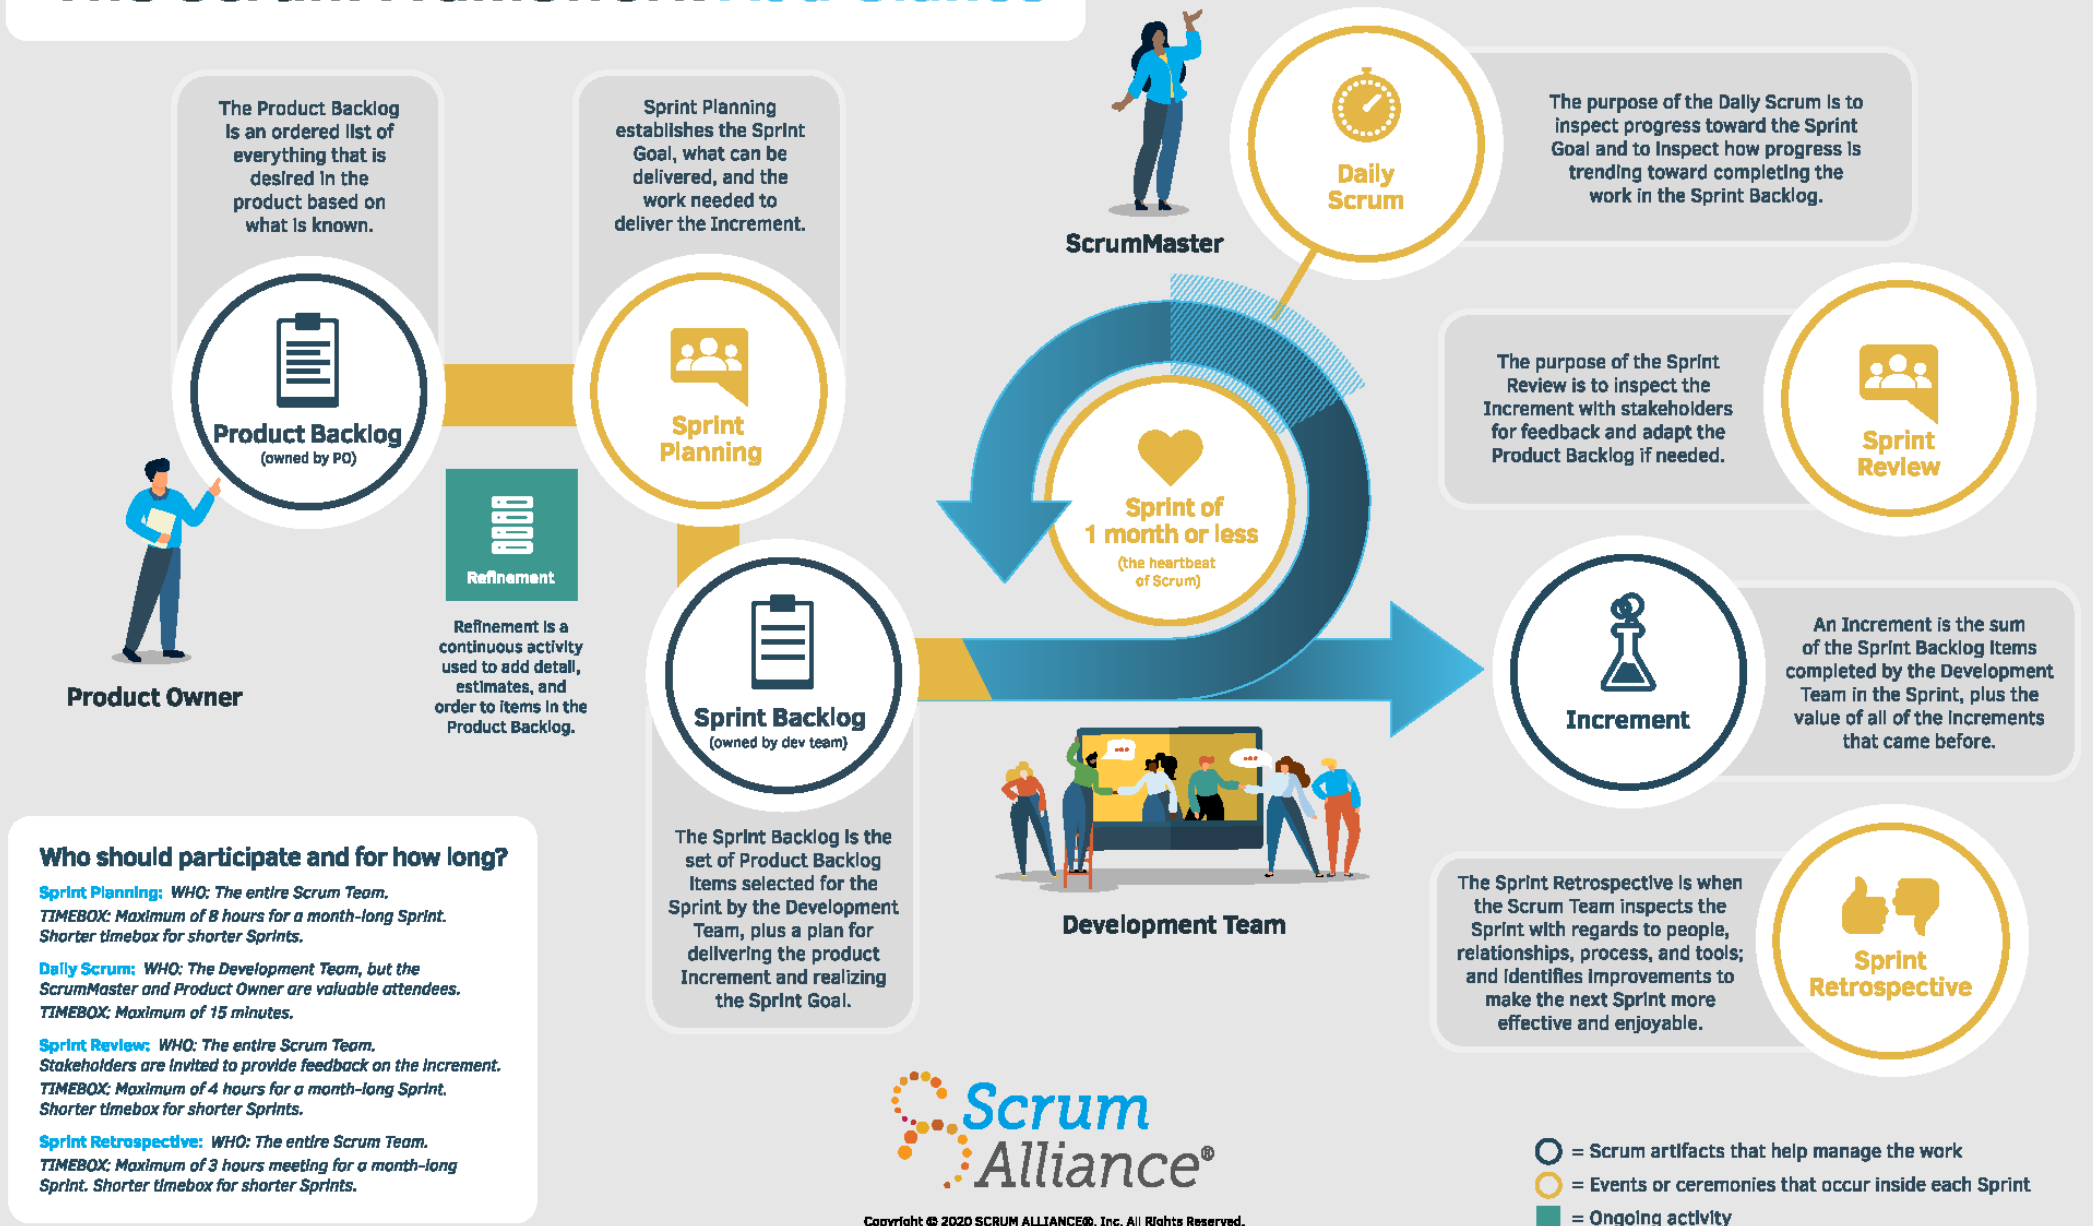 The Scrum Framework At a Glance
The Product Backlog
is an ordered list of
everything that is
desired in the
product based on
what is known.
Product Backlog
(owned by PO)
Product Owner
Sprint Planning
establishes the Sprint
Goal, what can be
delivered, and the
work needed to
deliver the Increment.
Sprint
Planning
Refinement
Refinement is a
continuous activity
used to add detail,
estimates, and
order to items in the
Product Backlog.
Sprint Backlog
(owned by dev team)
The Sprint Backlog is the
set of Product Backlog
items selected for the
Sprint by the Development
Team, plus a plan for
delivering the product
Increment and realizing
the Sprint Goal.
ScrumMaster
Daily
Scrum
The purpose of the Daily Scrum is to
inspect progress toward the Sprint
Goal and to inspect how progress is
trending toward completing the
work in the Sprint Backlog.
Sprint of
1 month or less
(the heartbeat
of Scrum)
Development Team
The purpose of the Sprint
Review is to inspect the
Increment with stakeholders
for feedback and adapt the
Product Backlog if needed.
Sprint
Review
Increment
An Increment is the sum
of the Sprint Backlog items
completed by the Development
Team in the Sprint, plus the
value of all of the increments
that came before.
The Sprint Retrospective is when
the Scrum Team inspects the
Sprint with regards to people,
relationships, process, and tools;
and identifies improvements to
make the next Sprint more
effective and enjoyable.
Sprint
Retrospective
Who should participate and for how long?
Sprint Planning: WHO: The entire Scrum Team.
TIMEBOX: Maximum of 8 hours for a month-long Sprint.
Shorter timebox for shorter Sprints.
Daily Scrum: WHO: The Development Team, but the
ScrumMaster and Product Owner are valuable attendees.
TIMEBOX: Maximum of 15 minutes.
Sprint Review: WHO: The entire Scrum Team.
Stakeholders are invited to provide feedback on the increment.
TIMEBOX: Maximum of 4 hours for a month-long Sprint.
Shorter timebox for shorter Sprints.
Sprint Retrospective: WHO: The entire Scrum Team.
TIMEBOX: Maximum of 3 hours meeting for a month-long
Sprint. Shorter timebox for shorter Sprints.
Scrum
Alliance®
Copyright © 2020 SCRUM ALLIANCE®, Inc. All Rights Reserved.
= Scrum artifacts that help manage the work
= Events or ceremonies that occur inside each Sprint
= Ongoing activity